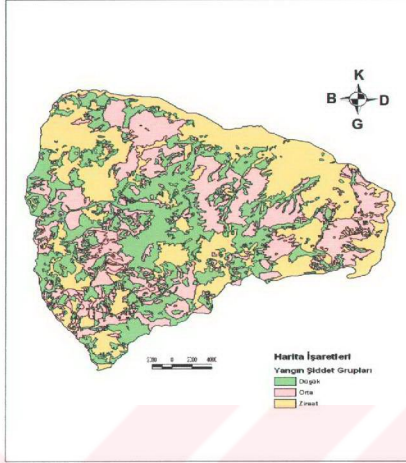 K
B D
G
Harita İşaretleri
Yangın Şiddet Grupları
Düşük
Orta
Ziraat